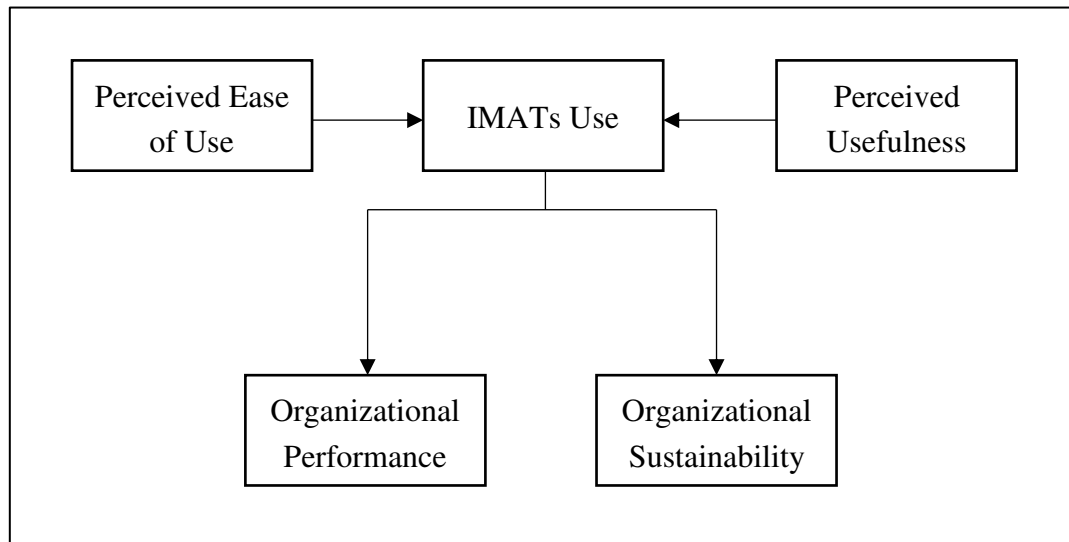 Perceived Ease
of Use
IMATs Use
Perceived
Usefulness
Organizational
Performance
Organizational
Sustainability